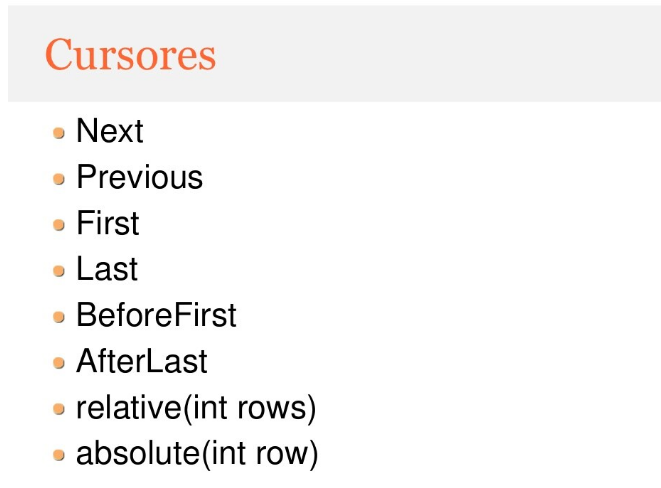 Cursores
Next
Previous
First
Last
BeforeFirst
AfterLast
relative(int rows)
absolute(int row)